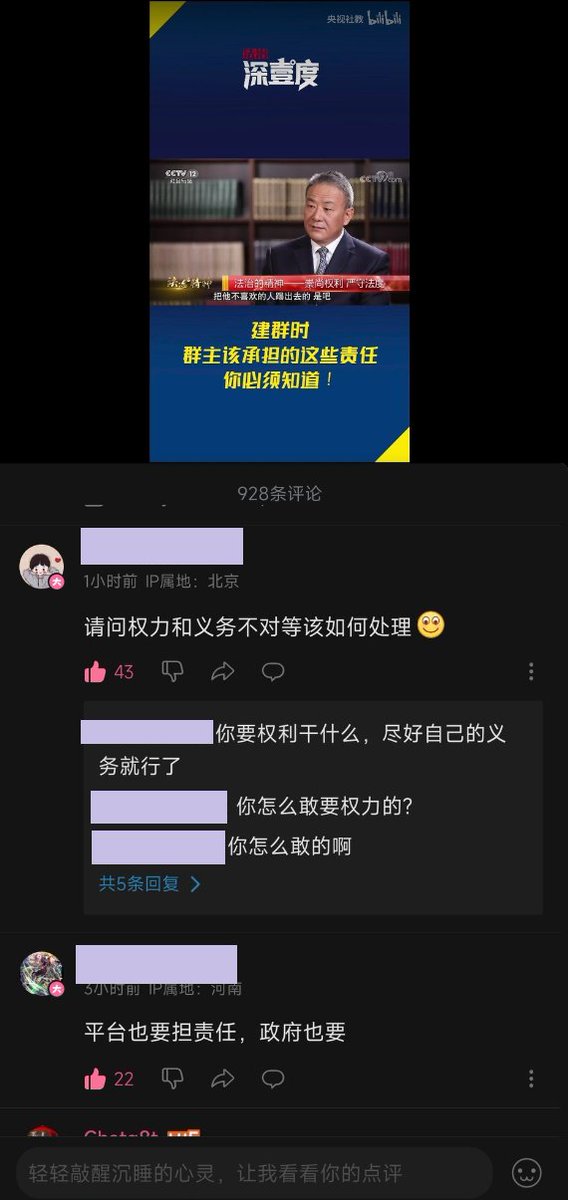 央视社教 bilibili
深壹度
CCTV 12
CCTV.com
法治的精神——崇尚权利 严守法度
把他不喜欢的人踢出去的 是吧
建群时
群主该承担的这些责任
你必须知道！
928条评论
1小时前 IP属地：北京
请问权力和义务不对等该如何处理
43
你要权利干什么，尽好自己的义
务就行了
你怎么敢要权力的?
你怎么敢的啊
共5条回复
3小时前 IP属地：河南
平台也要担责任，政府也要
22
轻轻敲醒沉睡的心灵，让我看看你的点评